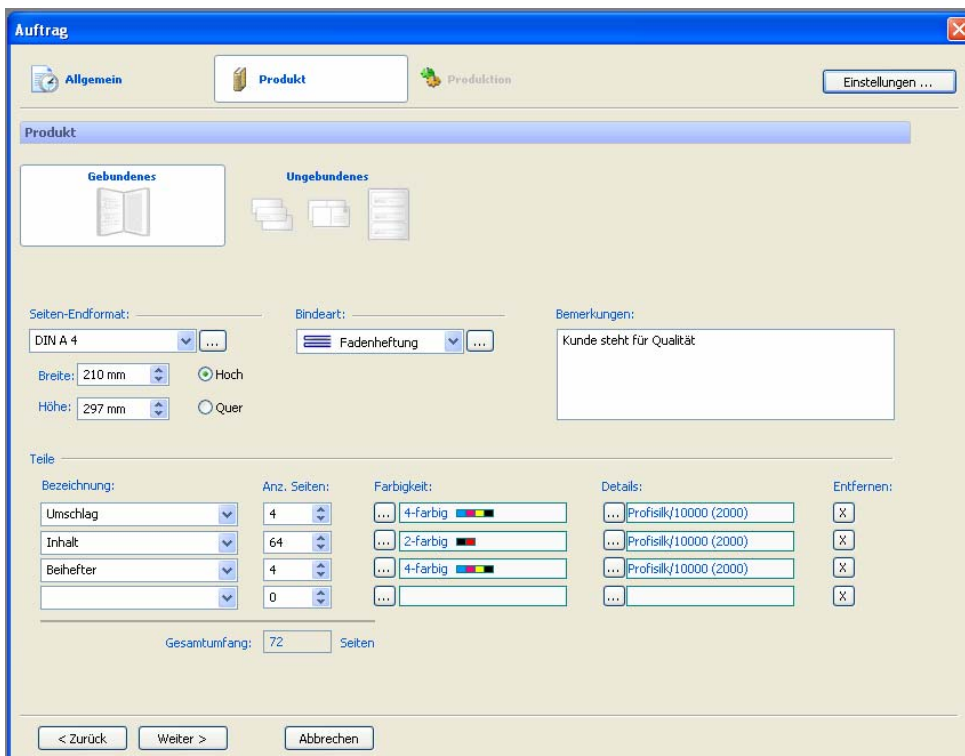 Auftrag
Allgemein
Produkt
Produktion
Einstellungen ...
Produkt
Gebundenes
Ungebundenes
Seiten-Endformat:
Bindeart:
Bemerkungen:
DIN A 4
...
Fadenheftung
...
Kunde steht für Qualität
Breite: 210 mm
Hoch
Höhe: 297 mm
Quer
Teile
Bezeichnung: Anz. Seiten: Farbigkeit: Details: Entfernen:
Umschlag 4 ... 4-farbig ... Profisilk/10000 (2000) X
Inhalt 64 ... 2-farbig ... Profisilk/10000 (2000) X
Beihefter 4 ... 4-farbig ... Profisilk/10000 (2000) X
0 ... ... X
Gesamtumfang: 72 Seiten
< Zurück
Weiter >
Abbrechen